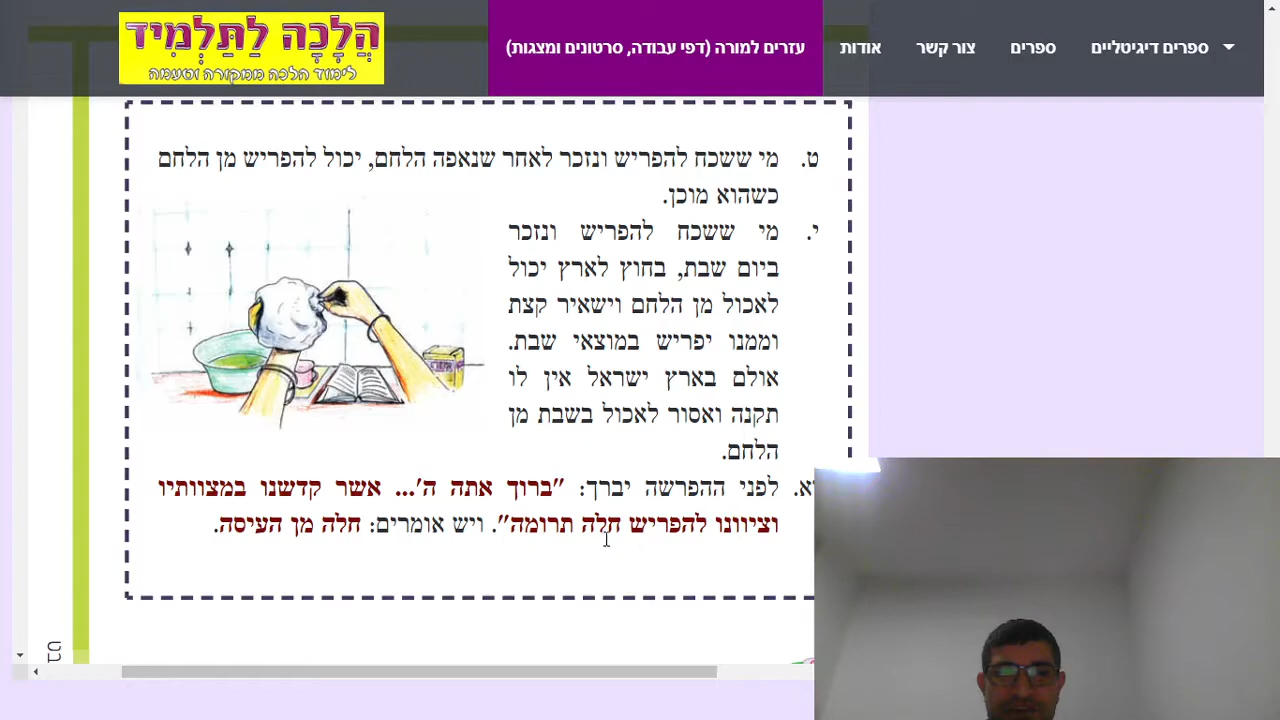 הֲלָכָה לְתַּלְמִיד
לימוד הלכה ממקורה וטעמה
עזרים למורה (דפי עבודה, סרטונים ומצגות)
אודות
צור קשר
ספרים
ספרים דיגיטליים
ט. מי ששכח להפריש ונזכר לאחר שנאפה הלחם, יכול להפריש מן הלחם
כשהוא מוכן.
י. מי ששכח להפריש ונזכר
ביום שבת, בחוץ לארץ יכול
לאכול מן הלחם וישאיר קצת
וממנו יפריש במוצאי שבת.
אולם בארץ ישראל אין לו
תקנה ואסור לאכול בשבת מן
הלחם.
א. לפני ההפרשה יברך: "ברוך אתה ה'... אשר קדשנו במצוותיו
וציוונו להפריש חלה תרומה". ויש אומרים: חלה מן העיסה.